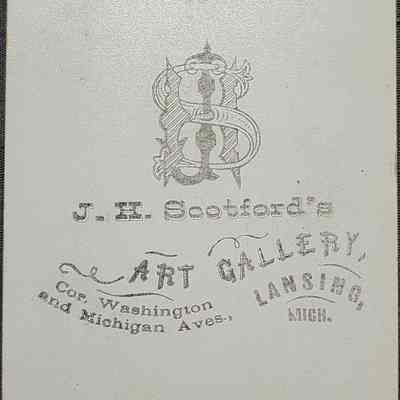 J. H. Scotford's
ART GALLERY,
Cor. Washington
and Michigan Aves.,
LANSING,
MICH.